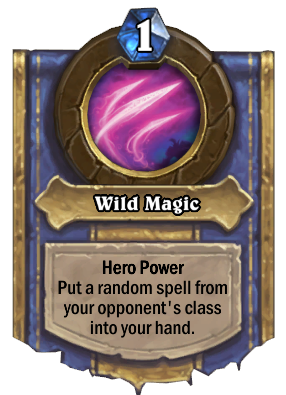 1
Wild Magic
Hero Power
Put a random spell from
your opponent's class
into your hand.